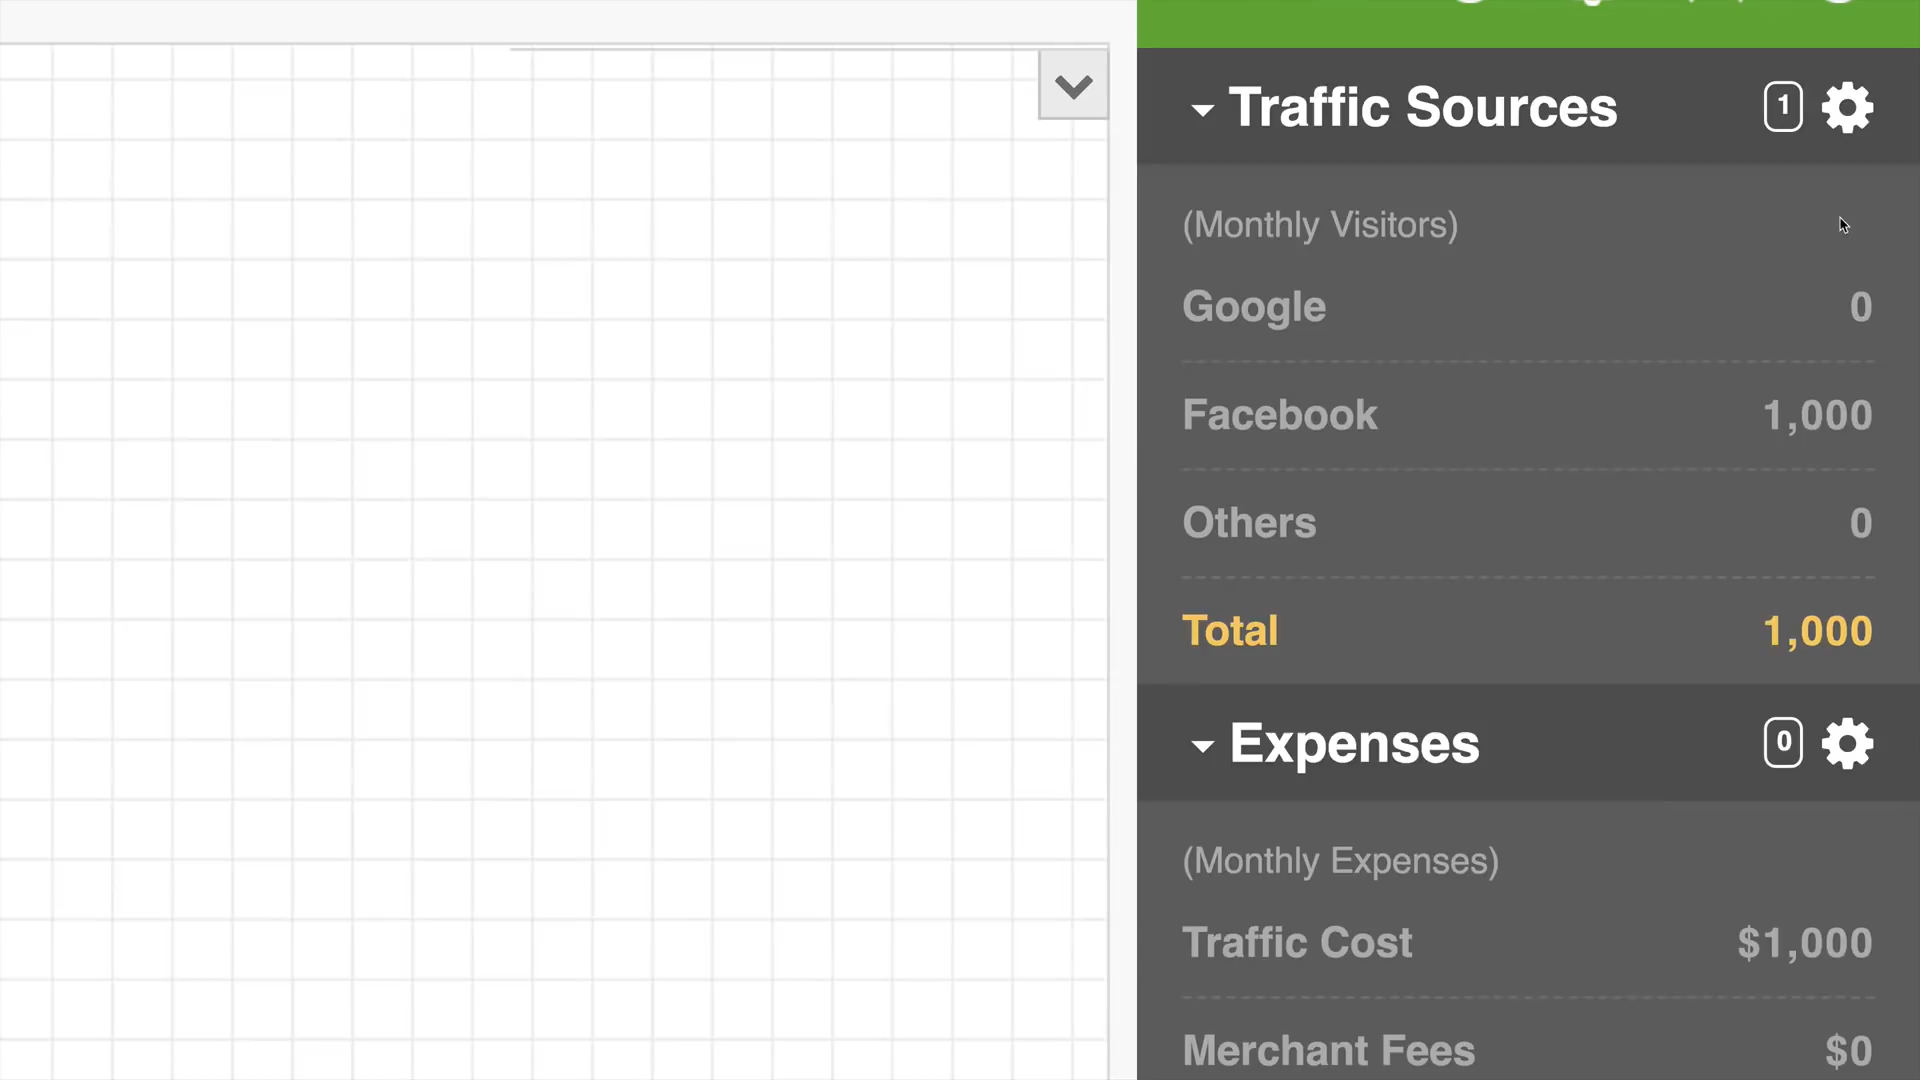 Traffic Sources 1
(Monthly Visitors)
Google 0
Facebook 1,000
Others 0
Total 1,000
Expenses 0
(Monthly Expenses)
Traffic Cost $1,000
Merchant Fees $0